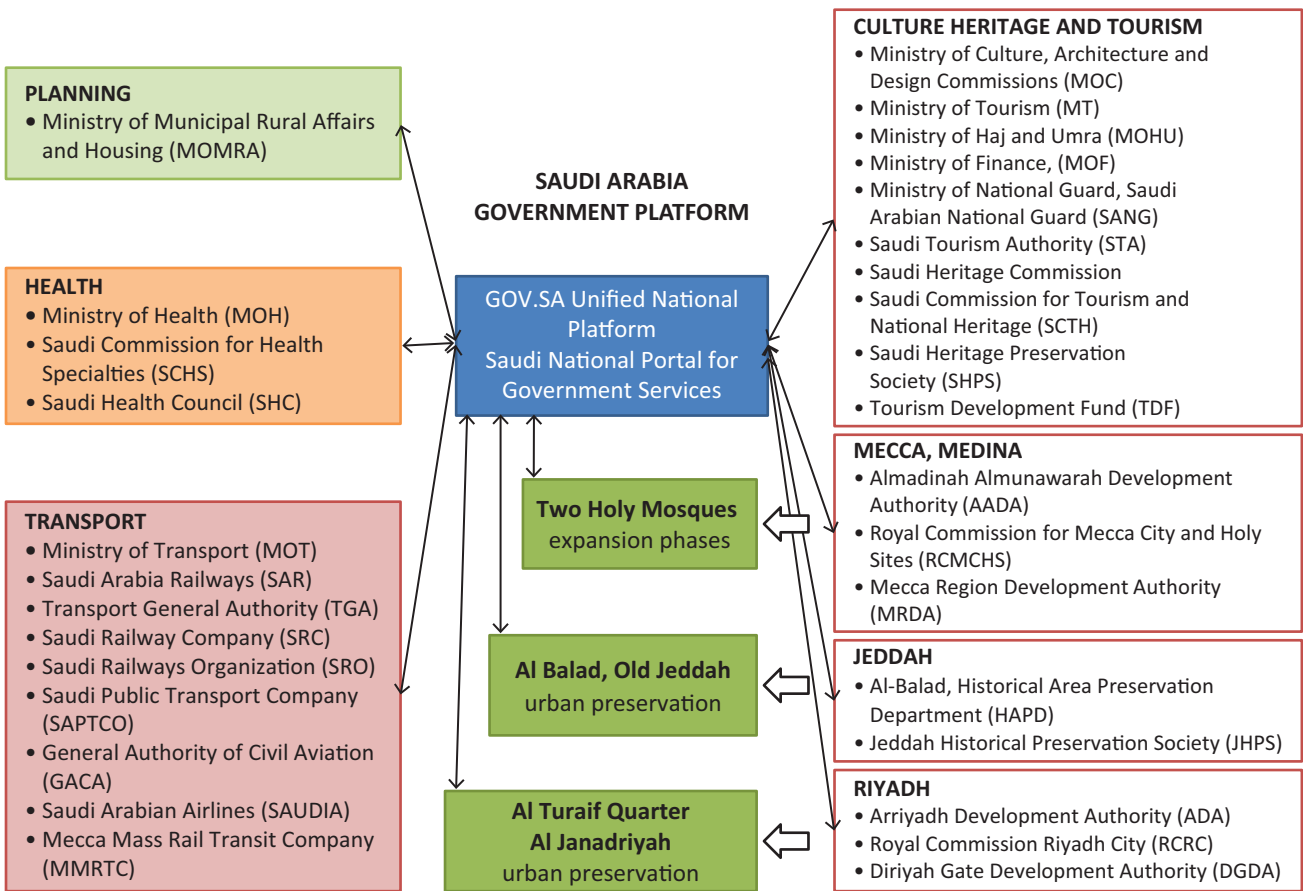 PLANNING
• Ministry of Municipal Rural Affairs
and Housing (MOMRA)
HEALTH
• Ministry of Health (MOH)
• Saudi Commission for Health
Specialties (SCHS)
• Saudi Health Council (SHC)
TRANSPORT
• Ministry of Transport (MOT)
• Saudi Arabia Railways (SAR)
• Transport General Authority (TGA)
• Saudi Railway Company (SRC)
• Saudi Railways Organization (SRO)
• Saudi Public Transport Company
(SAPTCO)
• General Authority of Civil Aviation
(GACA)
• Saudi Arabian Airlines (SAUDIA)
• Mecca Mass Rail Transit Company
(MMRTC)
SAUDI ARABIA
GOVERNMENT PLATFORM
GOV.SA Unified National
Platform
Saudi National Portal for
Government Services
Two Holy Mosques
expansion phases
Al Balad, Old Jeddah
urban preservation
Al Turaif Quarter
Al Janadriyah
urban preservation
CULTURE HERITAGE AND TOURISM
• Ministry of Culture, Architecture and
Design Commissions (MOC)
• Ministry of Tourism (MT)
• Ministry of Haj and Umra (MOHU)
• Ministry of Finance, (MOF)
• Ministry of National Guard, Saudi
Arabian National Guard (SANG)
• Saudi Tourism Authority (STA)
• Saudi Heritage Commission
• Saudi Commission for Tourism and
National Heritage (SCTH)
• Saudi Heritage Preservation
Society (SHPS)
• Tourism Development Fund (TDF)
MECCA, MEDINA
• Almadinah Almunawarah Development
Authority (AADA)
• Royal Commission for Mecca City and Holy
Sites (RCMCHS)
• Mecca Region Development Authority
(MRDA)
JEDDAH
• Al-Balad, Historical Area Preservation
Department (HAPD)
• Jeddah Historical Preservation Society (JHPS)
RIYADH
• Arriyadh Development Authority (ADA)
• Royal Commission Riyadh City (RCRC)
• Diriyah Gate Development Authority (DGDA)